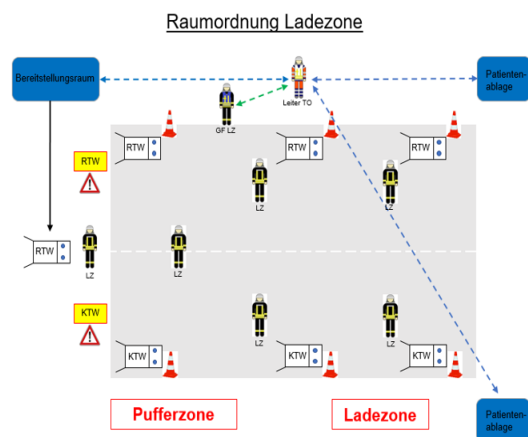 Raumordnung Ladezone
Bereitstellungsraum
Leiter TO
Patienten-
ablage
GF LZ
RTW
RTW
RTW
RTW
LZ
LZ
RTW
LZ
LZ
KTW
LZ
LZ
KTW
KTW
KTW
Pufferzone
Ladezone
Patienten-
ablage